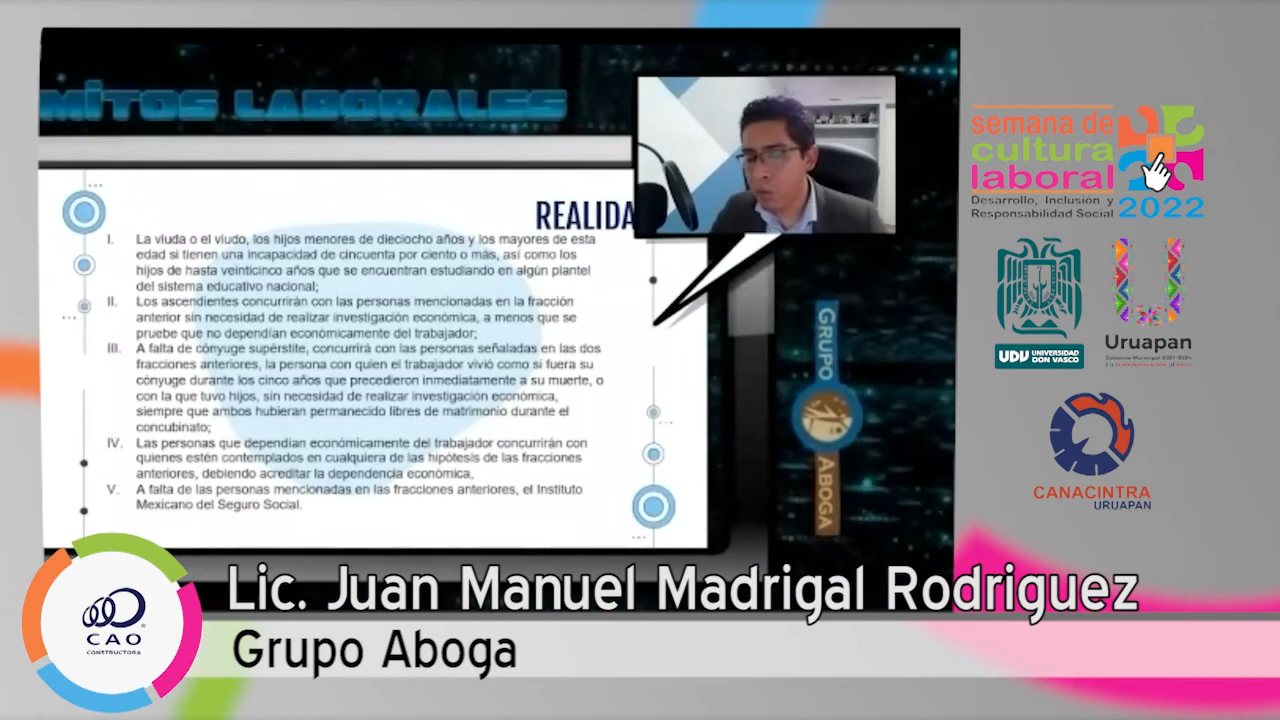 MITOS LABORALES
REALIDA
I. La viuda o el viudo, los hijos menores de dieciocho años y los mayores de esta
edad si tienen una incapacidad de cincuenta por ciento o más, así como los
hijos de hasta veinticinco años que se encuentran estudiando en algún plantel
del sistema educativo nacional;
II. Los ascendientes concurrirán con las personas mencionadas en la fracción
anterior sin necesidad de realizar investigación económica, a menos que se
pruebe que no dependían económicamente del trabajador;
III. A falta de cónyuge supérstite, concurrirá con las personas señaladas en las dos
fracciones anteriores, la persona con quien el trabajador vivió como si fuera su
cónyuge durante los cinco años que precedieron inmediatamente a su muerte, o
con la que tuvo hijos, sin necesidad de realizar investigación económica,
siempre que ambos hubieran permanecido libres de matrimonio durante el
concubinato;
IV. Las personas que dependían económicamente del trabajador concurrirán con
quienes estén contemplados en cualquiera de las hipótesis de las fracciones
anteriores, debiendo acreditar la dependencia económica,
V. A falta de las personas mencionadas en las fracciones anteriores, el Instituto
Mexicano del Seguro Social.
GRUPO
ABOGA
semana de
cultura
laboral
Desarrollo, Inclusión y
Responsabilidad Social
2022
UDV UNIVERSIDAD
DON VASCO
Uruapan
Gobierno Municipal 2021-2024
CANACINTRA
URUAPAN
CAO
CONSTRUCTORA
Lic. Juan Manuel Madrigal Rodriguez
Grupo Aboga